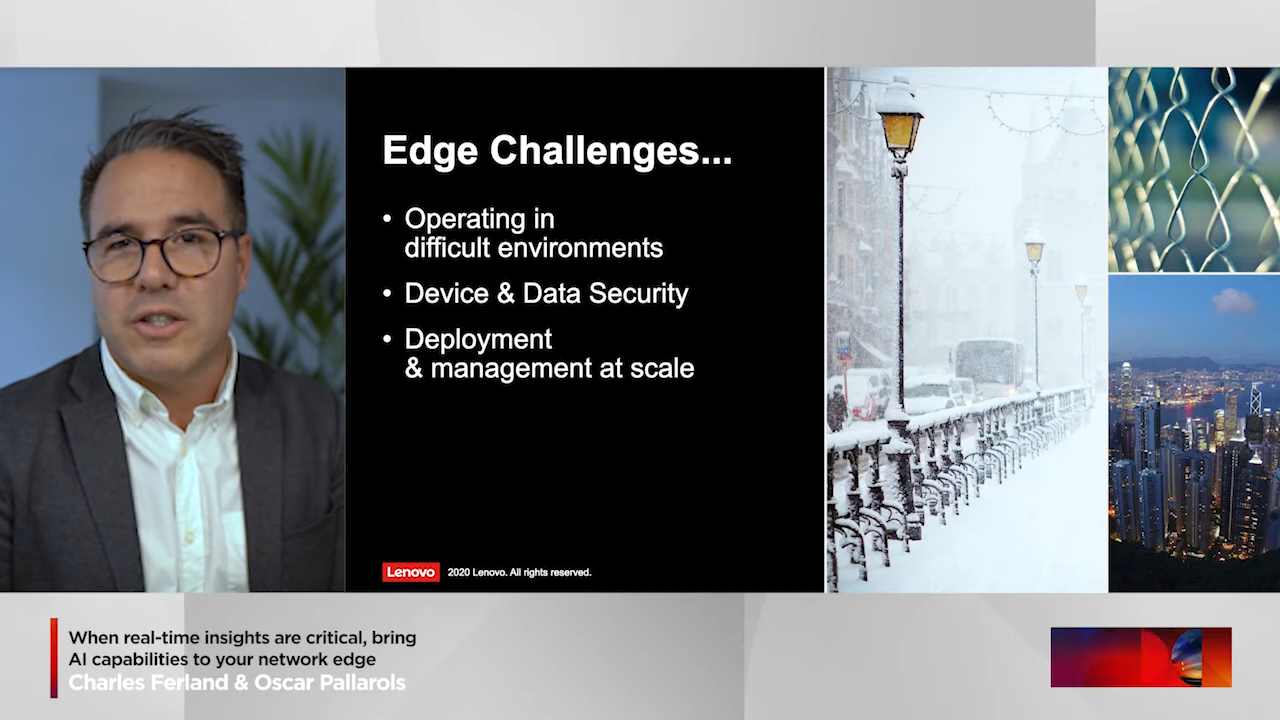 Edge Challenges...
• Operating in
difficult environments
• Device & Data Security
• Deployment
& management at scale
Lenovo 2020 Lenovo. All rights reserved.
When real-time insights are critical, bring
AI capabilities to your network edge
Charles Ferland & Oscar Pallarols